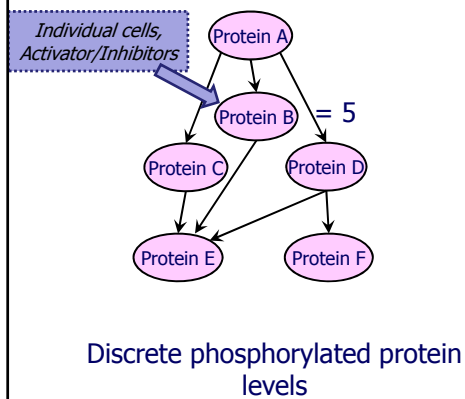 Individual cells,
Activator/Inhibitors
Protein A
Protein B
= 5
Protein C
Protein D
Protein E
Protein F
Discrete phosphorylated protein
levels